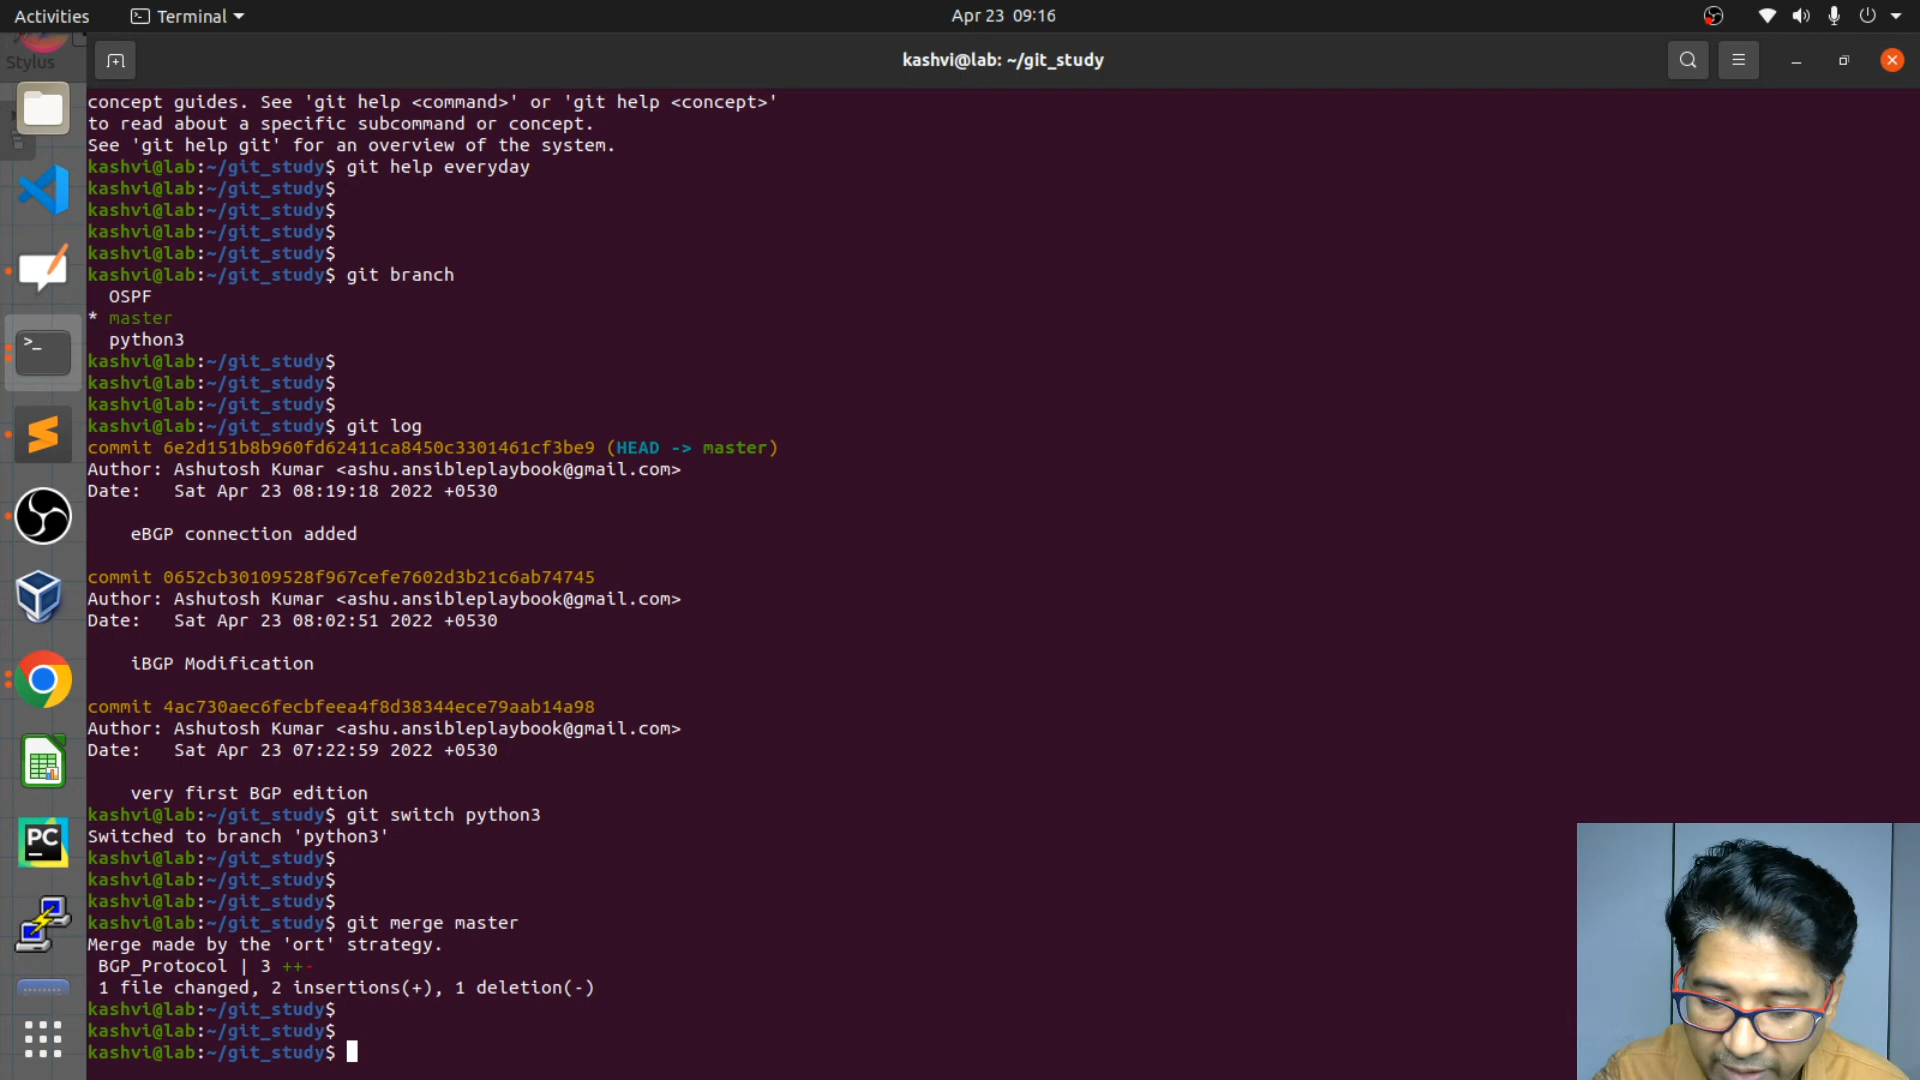 Activities
Terminal
Apr 23 09:16
Stylus
kashvi@lab: ~/git_study
concept guides. See 'git help <command>' or 'git help <concept>'
to read about a specific subcommand or concept.
See 'git help git' for an overview of the system.
kashvi@lab:~/git_study$ git help everyday
kashvi@lab:~/git_study$
kashvi@lab:~/git_study$
kashvi@lab:~/git_study$
kashvi@lab:~/git_study$
kashvi@lab:~/git_study$ git branch
OSPF
* master
python3
kashvi@lab:~/git_study$
kashvi@lab:~/git_study$
kashvi@lab:~/git_study$
kashvi@lab:~/git_study$ git log
commit 6e2d151b8b960fd62411ca8450c3301461cf3be9 (HEAD -> master)
Author: Ashutosh Kumar <ashu.ansibleplaybook@gmail.com>
Date:   Sat Apr 23 08:19:18 2022 +0530
eBGP connection added
commit 0652cb30109528f967cefe7602d3b21c6ab74745
Author: Ashutosh Kumar <ashu.ansibleplaybook@gmail.com>
Date:   Sat Apr 23 08:02:51 2022 +0530
iBGP Modification
commit 4ac730aec6fecbfeea4f8d38344ece79aab14a98
Author: Ashutosh Kumar <ashu.ansibleplaybook@gmail.com>
Date:   Sat Apr 23 07:22:59 2022 +0530
very first BGP edition
kashvi@lab:~/git_study$ git switch python3
Switched to branch 'python3'
kashvi@lab:~/git_study$
kashvi@lab:~/git_study$
kashvi@lab:~/git_study$
kashvi@lab:~/git_study$ git merge master
Merge made by the 'ort' strategy.
BGP_Protocol | 3 ++-
1 file changed, 2 insertions(+), 1 deletion(-)
kashvi@lab:~/git_study$
kashvi@lab:~/git_study$
kashvi@lab:~/git_study$
>_
PC